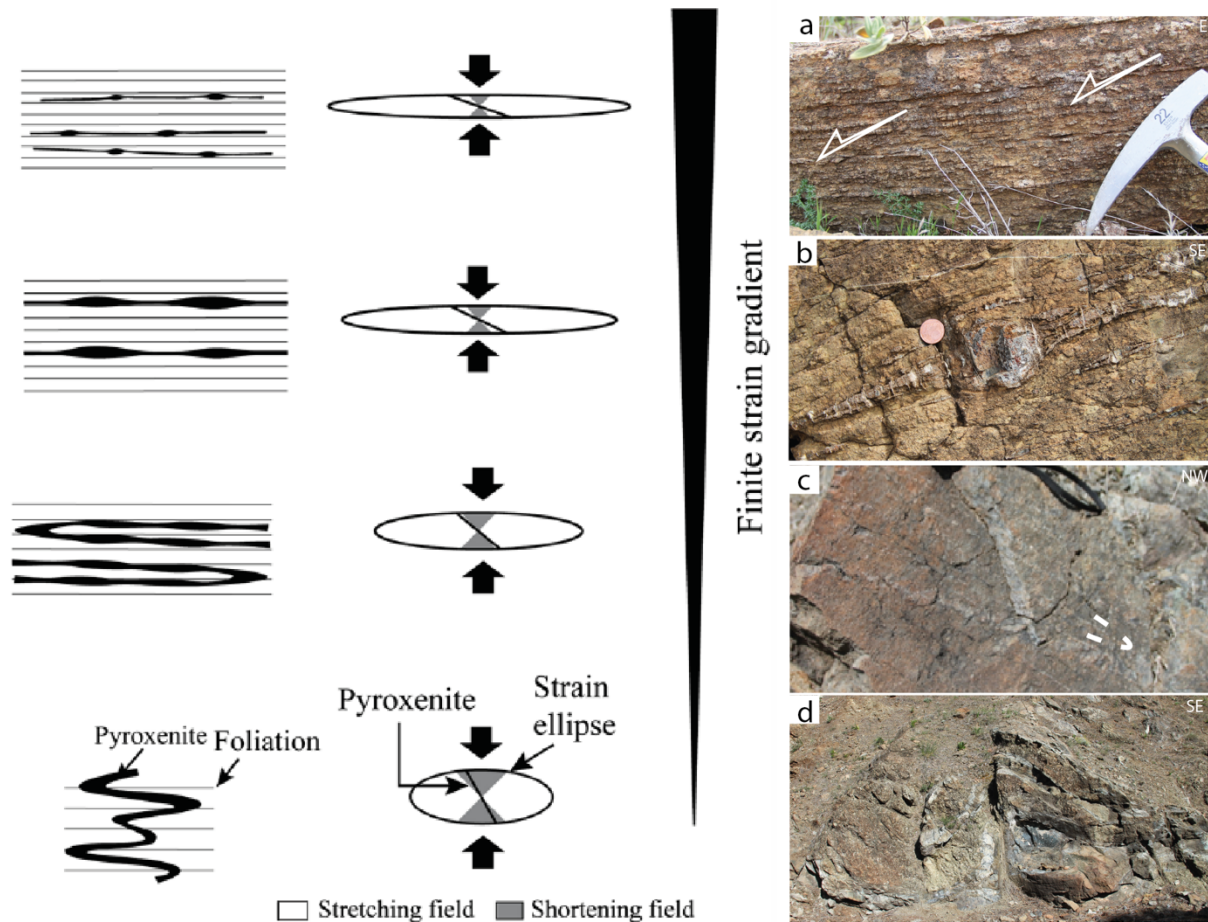 Pyroxenite
Foliation
Pyroxenite
Strain
ellipse
Stretching field
Shortening field
Finite strain gradient
a
E
22
b
SE
c
NW
d
SE